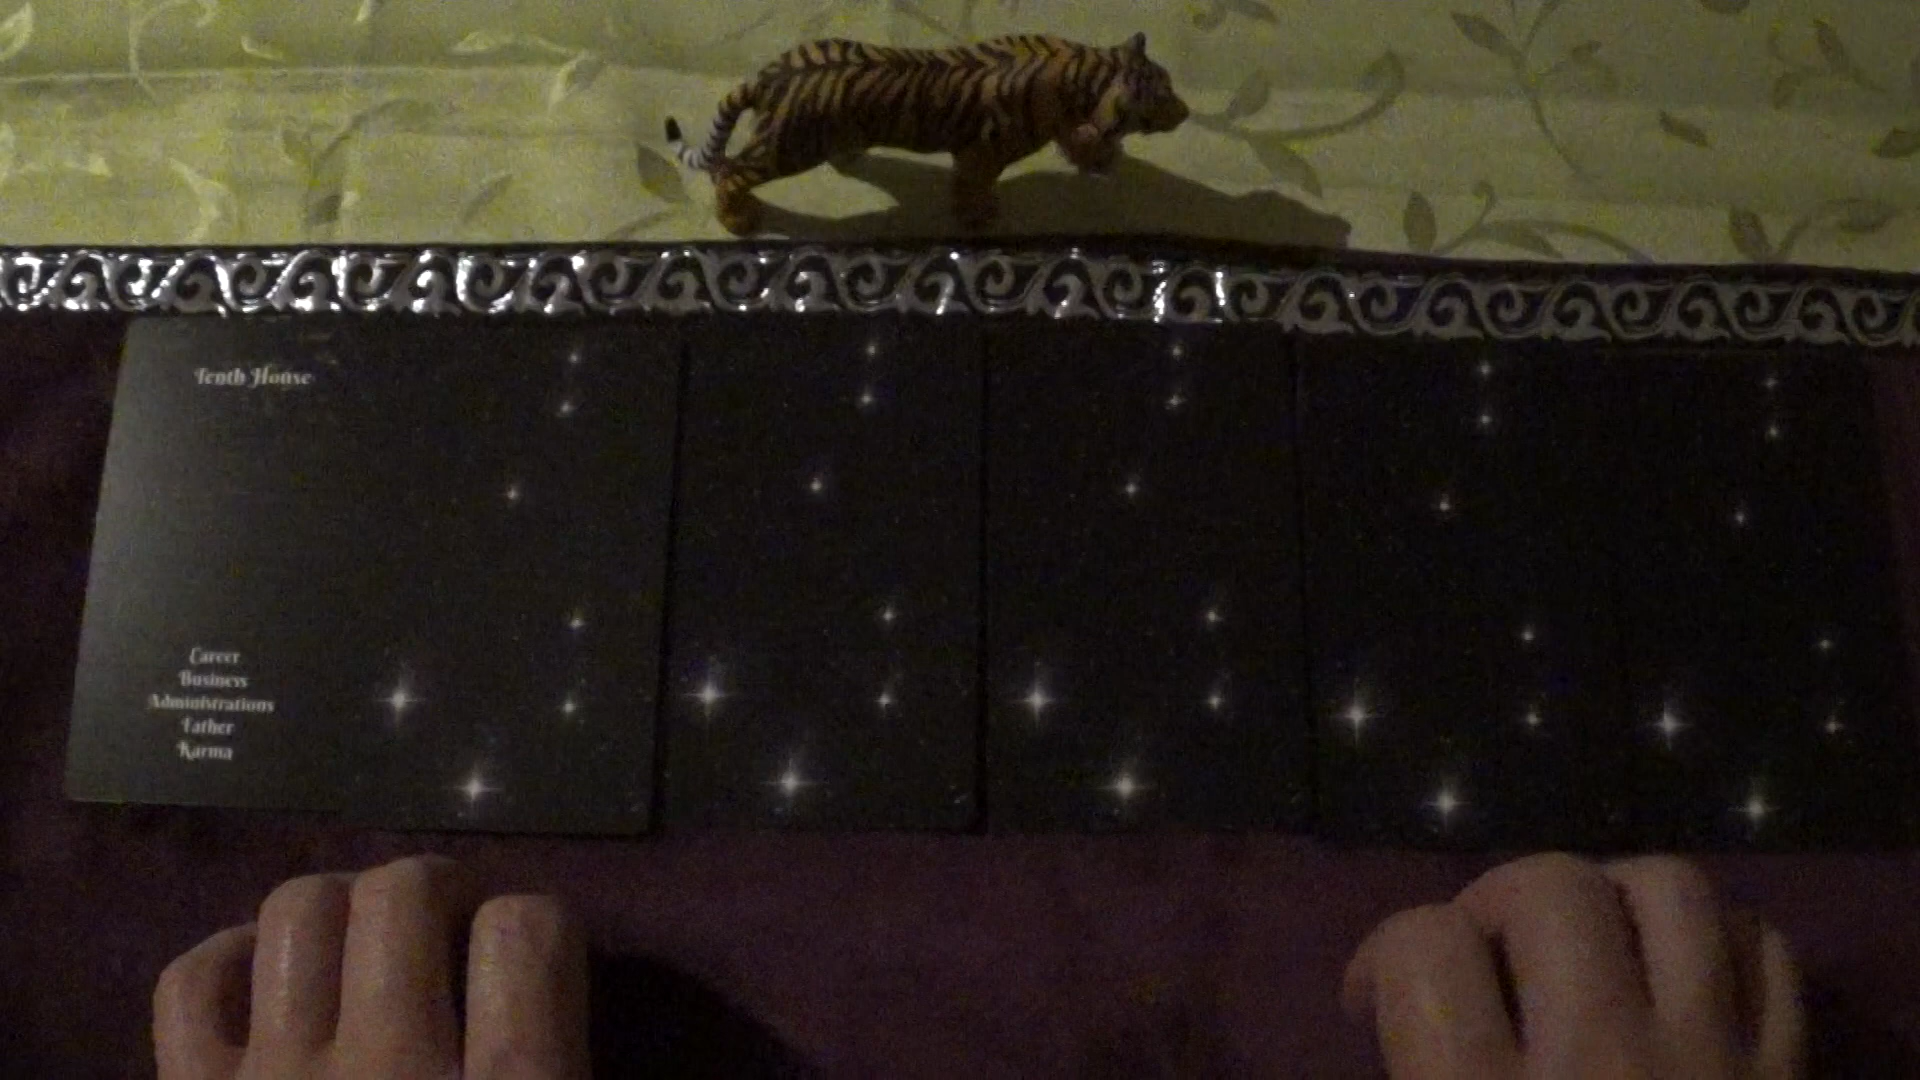 Tenth House
Career
Business
Administrations
Father
Karma